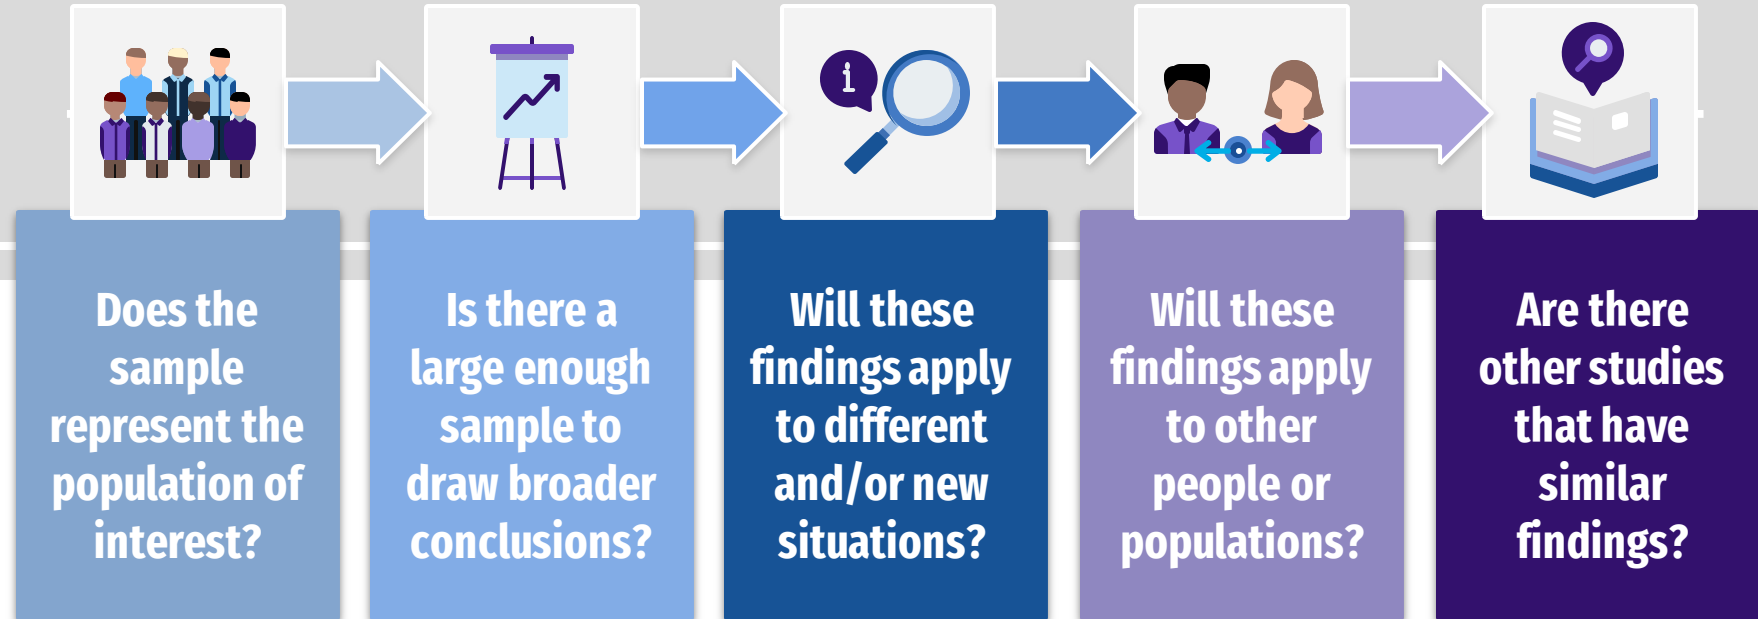 i
Does the
sample
represent the
population of
interest?
Is there a
large enough
sample to
draw broader
conclusions?
Will these
findings apply
to different
and/or new
situations?
Will these
findings apply
to other
people or
populations?
Are there
other studies
that have
similar
findings?